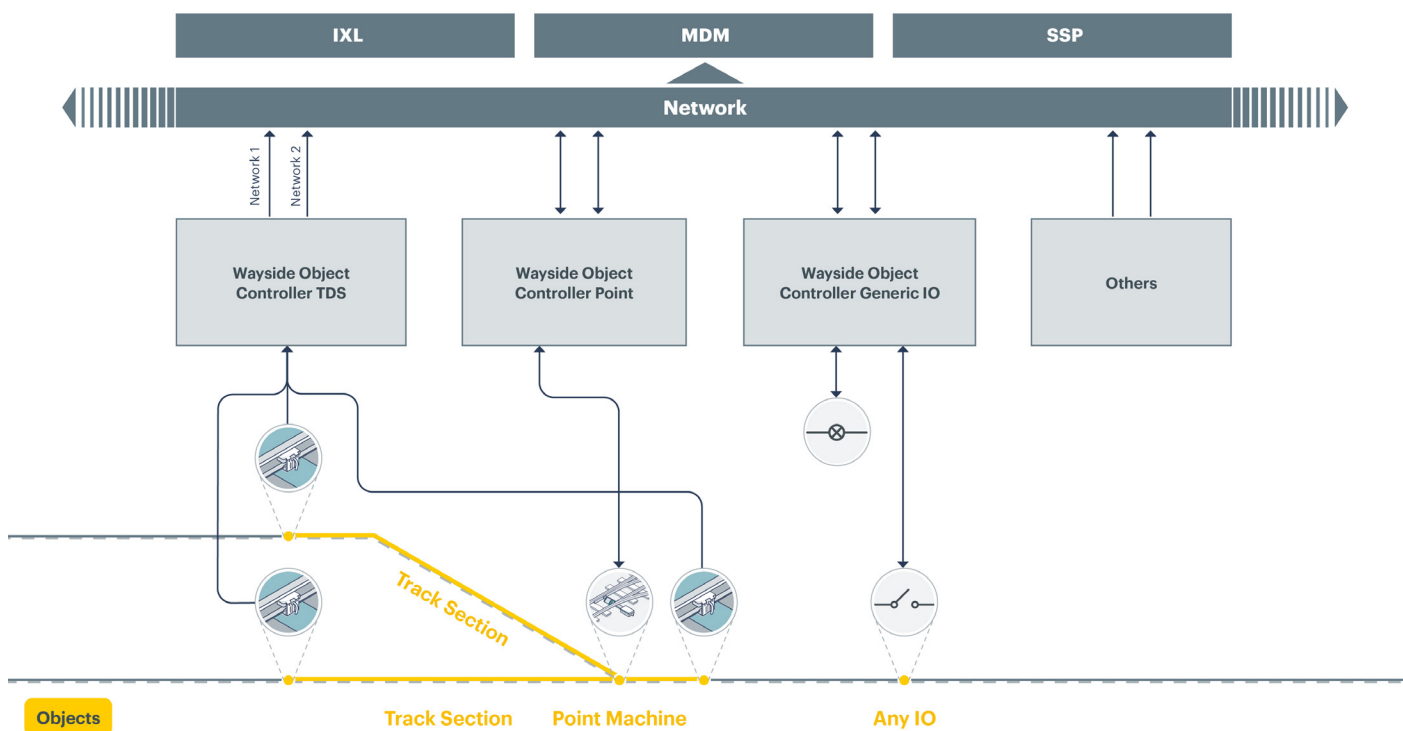 IXL
MDM
SSP
Network
Network 1
Network 2
Wayside Object
Controller TDS
Wayside Object
Controller Point
Wayside Object
Controller Generic IO
Others
Track Section
Objects
Track Section
Point Machine
Any IO